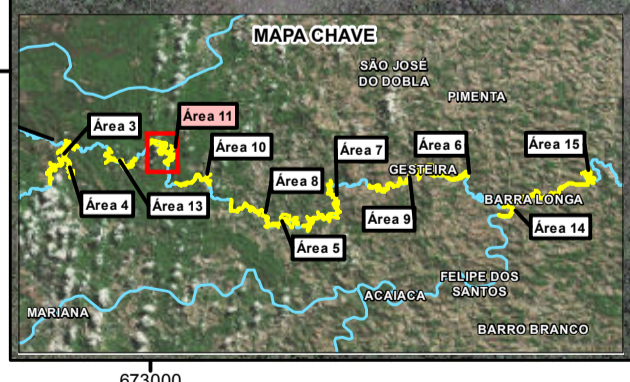 MAPA CHAVE
SÃO JOSÉ
DO DOBLA
PIMENTA
Área 3
Área 11
Área 10
Área 7
Área 6
Área 15
GESTEIRA
Área 8
Área 4
Área 13
BARRA LONGA
Área 9
Área 14
Área 5
FELIPE DOS
SANTOS
ACAIACA
MARIANA
BARRO BRANCO
673000